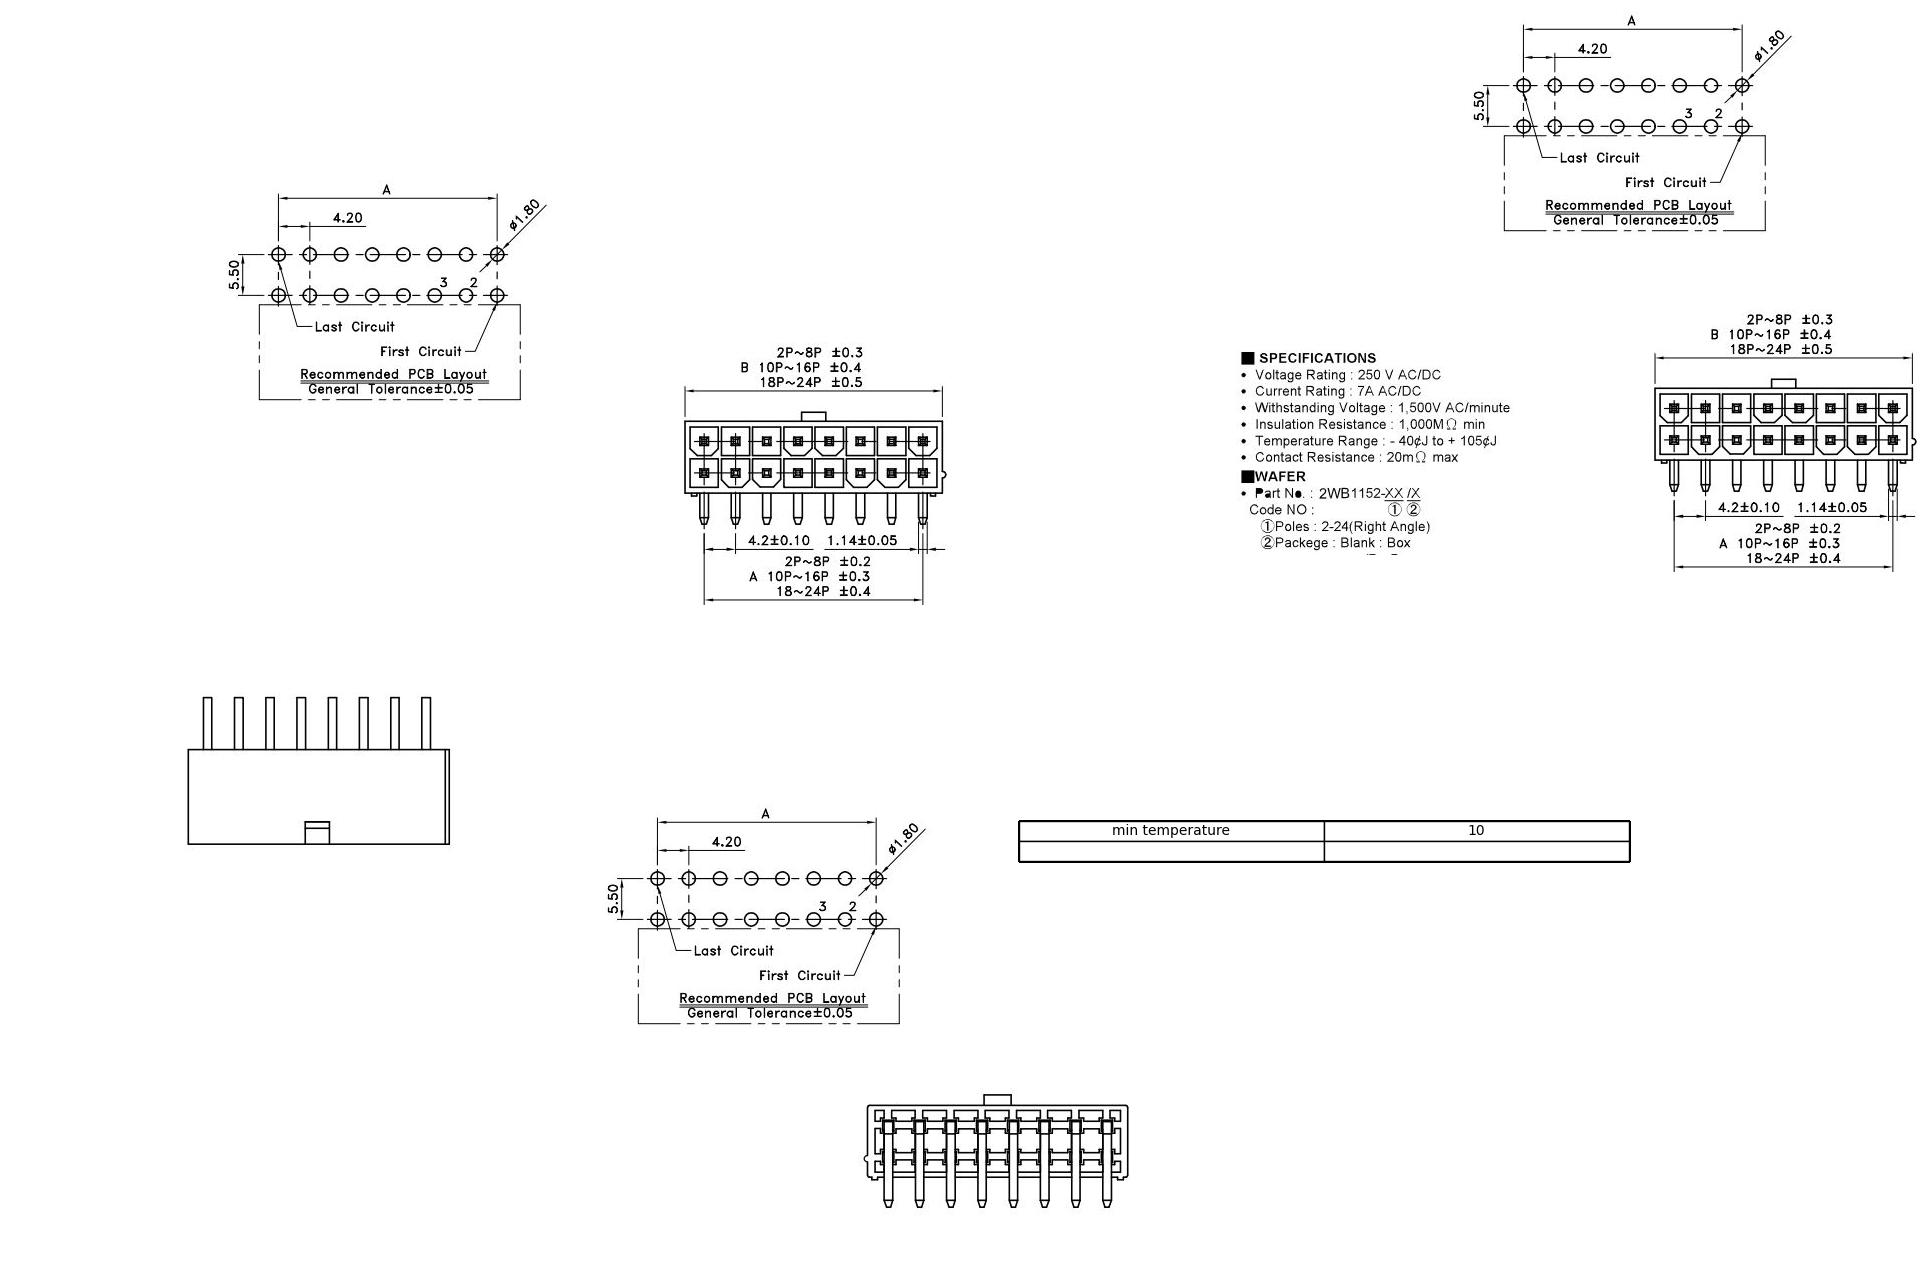 A
4.20
ø1.80
5.50
3 2
Last Circuit
First Circuit
Recommended PCB Layout
General Tolerance±0.05
A
4.20
ø1.80
5.50
3 2
Last Circuit
First Circuit
Recommended PCB Layout
General Tolerance±0.05
2P~8P ±0.3
B 10P~16P ±0.4
18P~24P ±0.5
4.2±0.10 1.14±0.05
2P~8P ±0.2
A 10P~16P ±0.3
18~24P ±0.4
■ SPECIFICATIONS
• Voltage Rating : 250 V AC/DC
• Current Rating : 7A AC/DC
• Withstanding Voltage : 1,500V AC/minute
• Insulation Resistance : 1,000MΩ min
• Temperature Range : - 40¢J to + 105¢J
• Contact Resistance : 20mΩ max
■WAFER
• Part No. : 2WB1152-XX /X
Code NO : ① ②
①Poles : 2-24(Right Angle)
②Packege : Blank : Box
2P~8P ±0.3
B 10P~16P ±0.4
18P~24P ±0.5
4.2±0.10 1.14±0.05
2P~8P ±0.2
A 10P~16P ±0.3
18~24P ±0.4
A
4.20
ø1.80
5.50
3 2
Last Circuit
First Circuit
Recommended PCB Layout
General Tolerance±0.05
min temperature 10